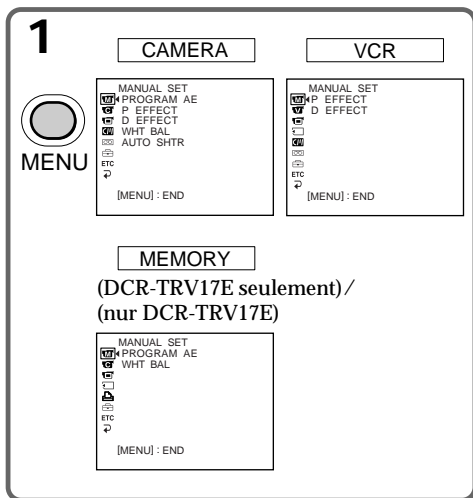 1
CAMERA
MENU
MANUAL SET
PROGRAM AE
P EFFECT
D EFFECT
WHT BAL
AUTO SHTR
ETC
[MENU] : END
VCR
MANUAL SET
P EFFECT
D EFFECT
ETC
[MENU] : END
MEMORY
(DCR-TRV17E seulement)/
(nur DCR-TRV17E)
MANUAL SET
PROGRAM AE
WHT BAL
ETC
[MENU] : END